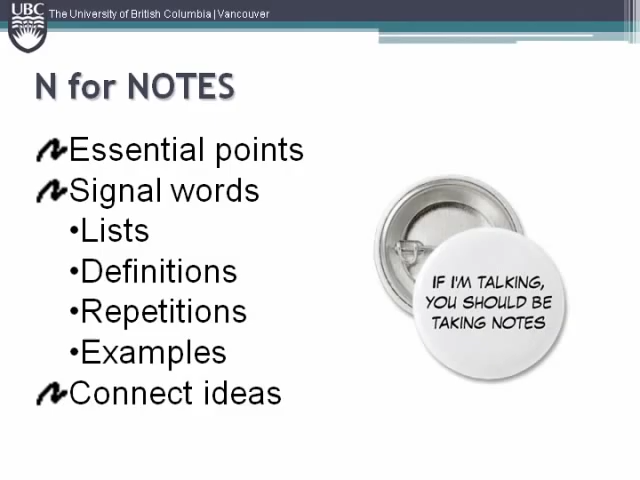 UBC
The University of British Columbia | Vancouver
N for NOTES
Essential points
Signal words
•Lists
•Definitions
•Repetitions
•Examples
Connect ideas
IF I'M TALKING,
YOU SHOULD BE
TAKING NOTES